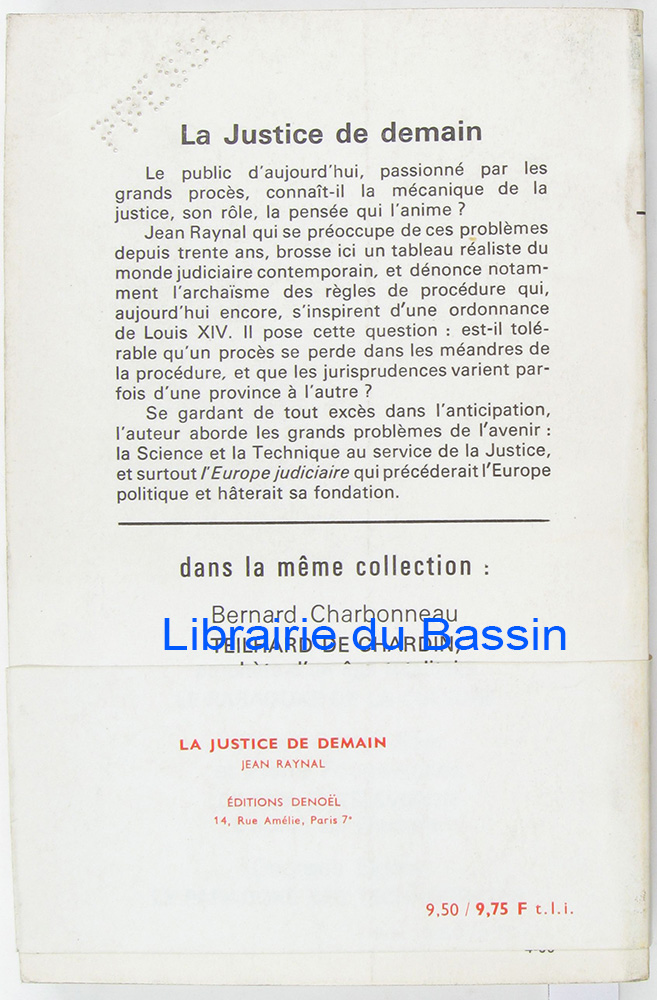 La Justice de demain
Le public d'aujourd'hui, passionné par les
grands procès, connaît-il la mécanique de la
justice, son rôle, la pensée qui l'anime ?
Jean Raynal qui se préoccupe de ces problèmes
depuis trente ans, brosse ici un tableau réaliste du
monde judiciaire contemporain, et dénonce notam-
ment l'archaïsme des règles de procédure qui,
aujourd'hui encore, s'inspirent d'une ordonnance
de Louis XIV. Il pose cette question : est-il tolé-
rable qu'un procès se perde dans les méandres de
la procédure, et que les jurisprudences varient par-
fois d'une province à l'autre ?
Se gardant de tout excès dans l'anticipation,
l'auteur aborde les grands problèmes de l'avenir :
la Science et la Technique au service de la Justice,
et surtout l'Europe judiciaire qui précéderait l'Europe
politique et hâterait sa fondation.
dans la même collection :
Bernard Charbonneau
Librairie du Bassin
TEILHARD DE CHARDIN,
LA JUSTICE DE DEMAIN
JEAN RAYNAL
ÉDITIONS DENOËL
14, Rue Amélie, Paris 7e
9,50 / 9,75 F t.l.i.